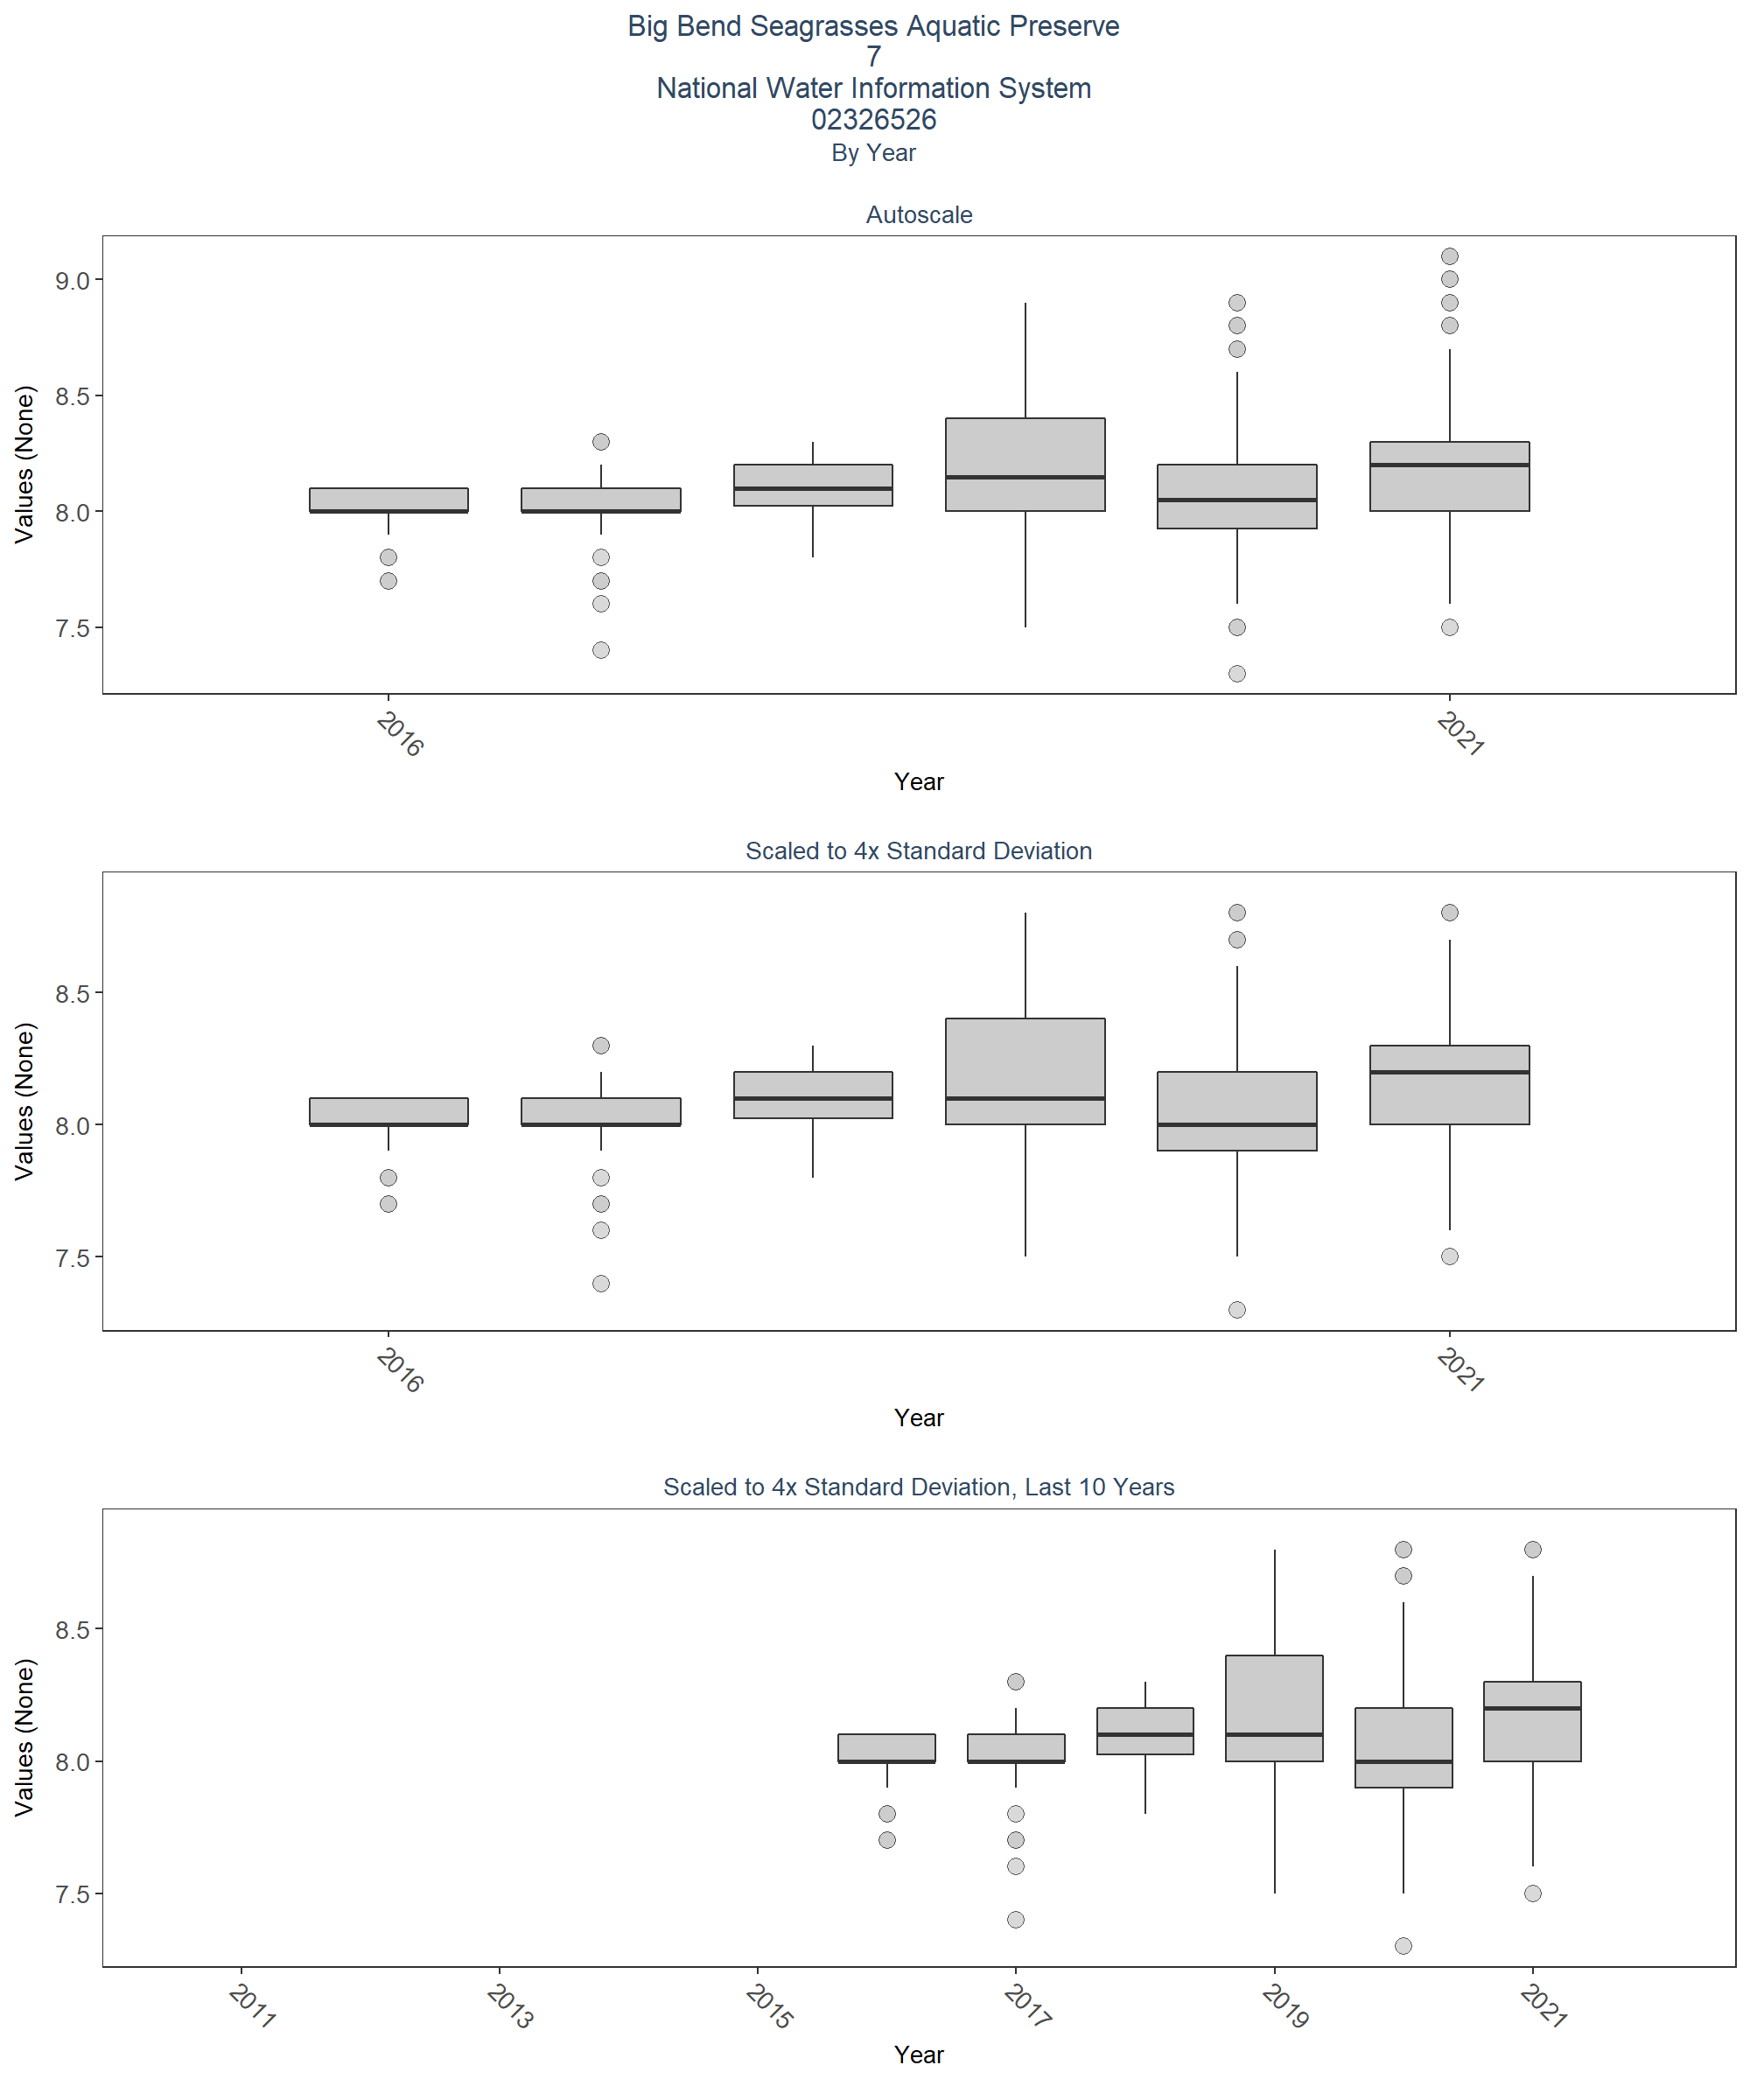 Big Bend Seagrasses Aquatic Preserve
7
National Water Information System
02326526
By Year
Autoscale
Values (None)
9.0
8.5
8.0
7.5
2016
2021
Year
Scaled to 4x Standard Deviation
Values (None)
8.5
8.0
7.5
2016
2021
Year
Scaled to 4x Standard Deviation, Last 10 Years
Values (None)
8.5
8.0
7.5
2011
2013
2015
2017
2019
2021
Year